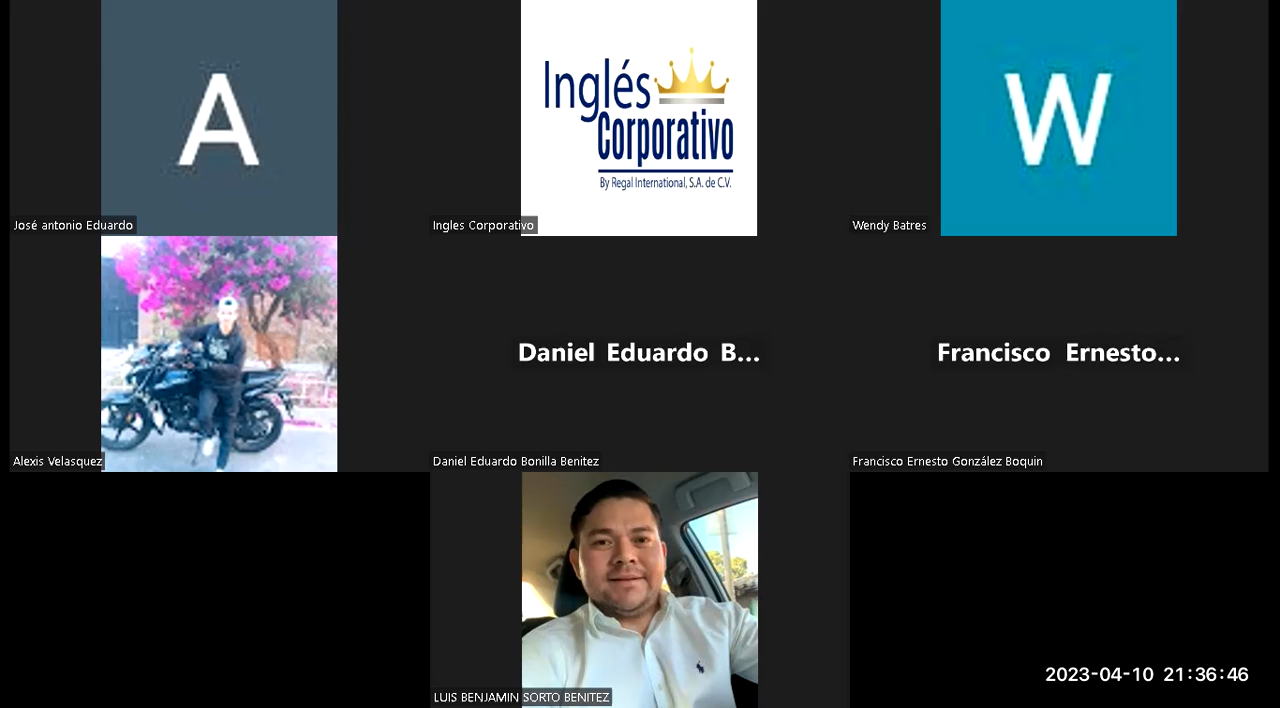 A
Inglés
Corporativo
By Regal International, S.A. de C.V.
W
José antonio Eduardo
Ingles Corporativo
Wendy Batres
Daniel Eduardo B...
Francisco Ernesto...
Alexis Velasquez
Daniel Eduardo Bonilla Benitez
Francisco Ernesto González Boquin
2023-04-10 21:36:46
LUIS BENJAMIN SORTO BENITEZ